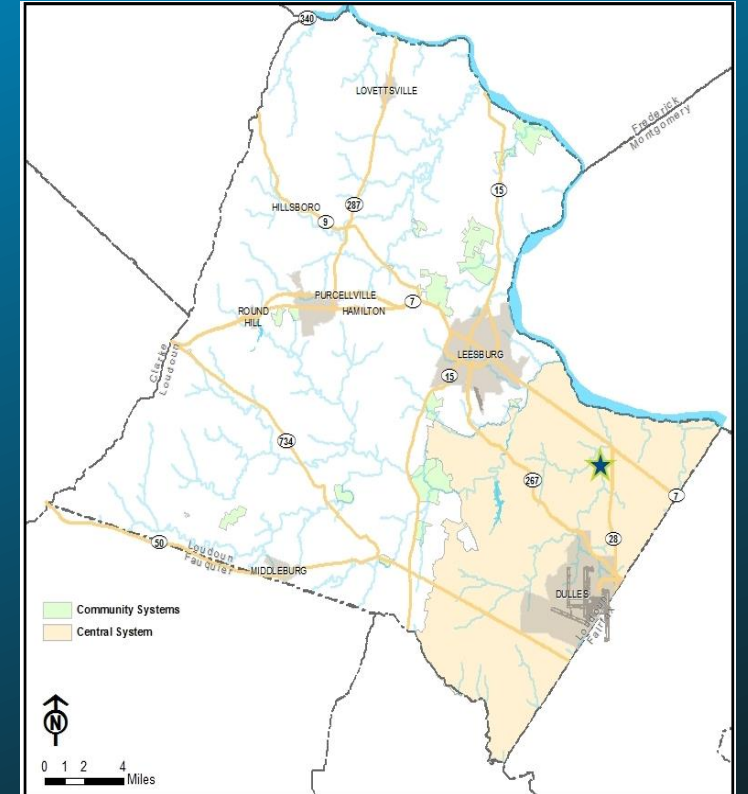 340
LOVETTSVILLE
Frederick
Montgomery
15
HILLSBORO
287
9
PURCELLVILLE
7
HAMILTON
ROUND
HILL
LEESBURG
Clarke
Loudoun
15
734
267
7
28
50
Loudoun
Fauquier
MIDDLEBURG
DULLES
Loudoun
Fairfax
Community Systems
Central System
N
0 1 2 4
Miles